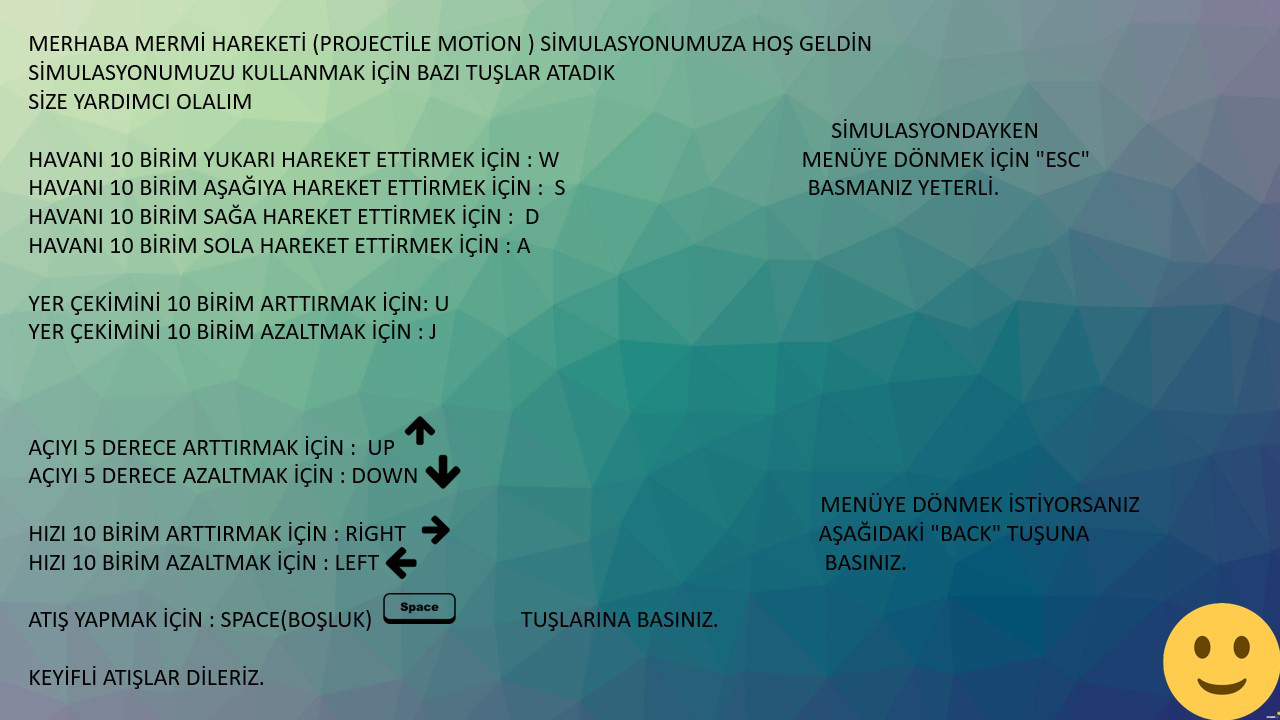 MERHABA MERMİ HAREKETİ (PROJECTİLE MOTİON ) SİMULASYONUMUZA HOŞ GELDİN
SİMULASYONUMUZU KULLANMAK İÇİN BAZI TUŞLAR ATADIK
SİZE YARDIMCI OLALIM
HAVANI 10 BİRİM YUKARI HAREKET ETTİRMEK İÇİN : W
HAVANI 10 BİRİM AŞAĞIYA HAREKET ETTİRMEK İÇİN : S
HAVANI 10 BİRİM SAĞA HAREKET ETTİRMEK İÇİN : D
HAVANI 10 BİRİM SOLA HAREKET ETTİRMEK İÇİN : A
SİMULASYONDAYKEN
MENÜYE DÖNMEK İÇİN "ESC"
BASMANIZ YETERLİ.
YER ÇEKİMİNİ 10 BİRİM ARTTIRMAK İÇİN: U
YER ÇEKİMİNİ 10 BİRİM AZALTMAK İÇİN : J
AÇIYI 5 DERECE ARTTIRMAK İÇİN : UP
AÇIYI 5 DERECE AZALTMAK İÇİN : DOWN
HIZI 10 BİRİM ARTTIRMAK İÇİN : RİGHT
HIZI 10 BİRİM AZALTMAK İÇİN : LEFT
MENÜYE DÖNMEK İSTİYORSANIZ
AŞAĞIDAKİ "BACK" TUŞUNA
BASINIZ.
ATIŞ YAPMAK İÇİN : SPACE(BOŞLUK) Space TUŞLARINA BASINIZ.
KEYİFLİ ATIŞLAR DİLERİZ.